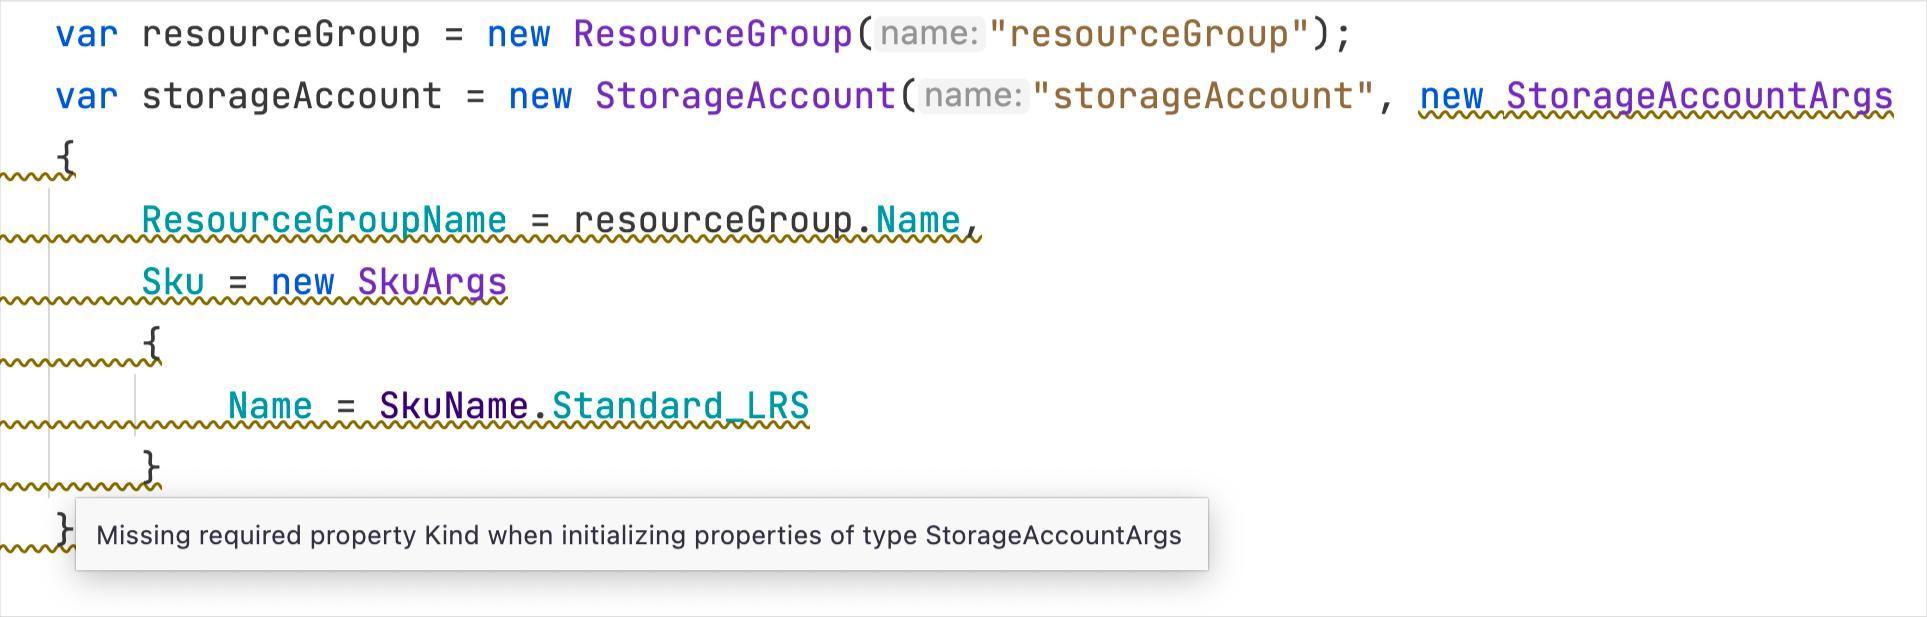 var resourceGroup = new ResourceGroup(name:"resourceGroup");
var storageAccount = new StorageAccount(name:"storageAccount", new StorageAccountArgs
{
    ResourceGroupName = resourceGroup.Name,
    Sku = new SkuArgs
    {
        Name = SkuName.Standard_LRS
    }
}
Missing required property Kind when initializing properties of type StorageAccountArgs